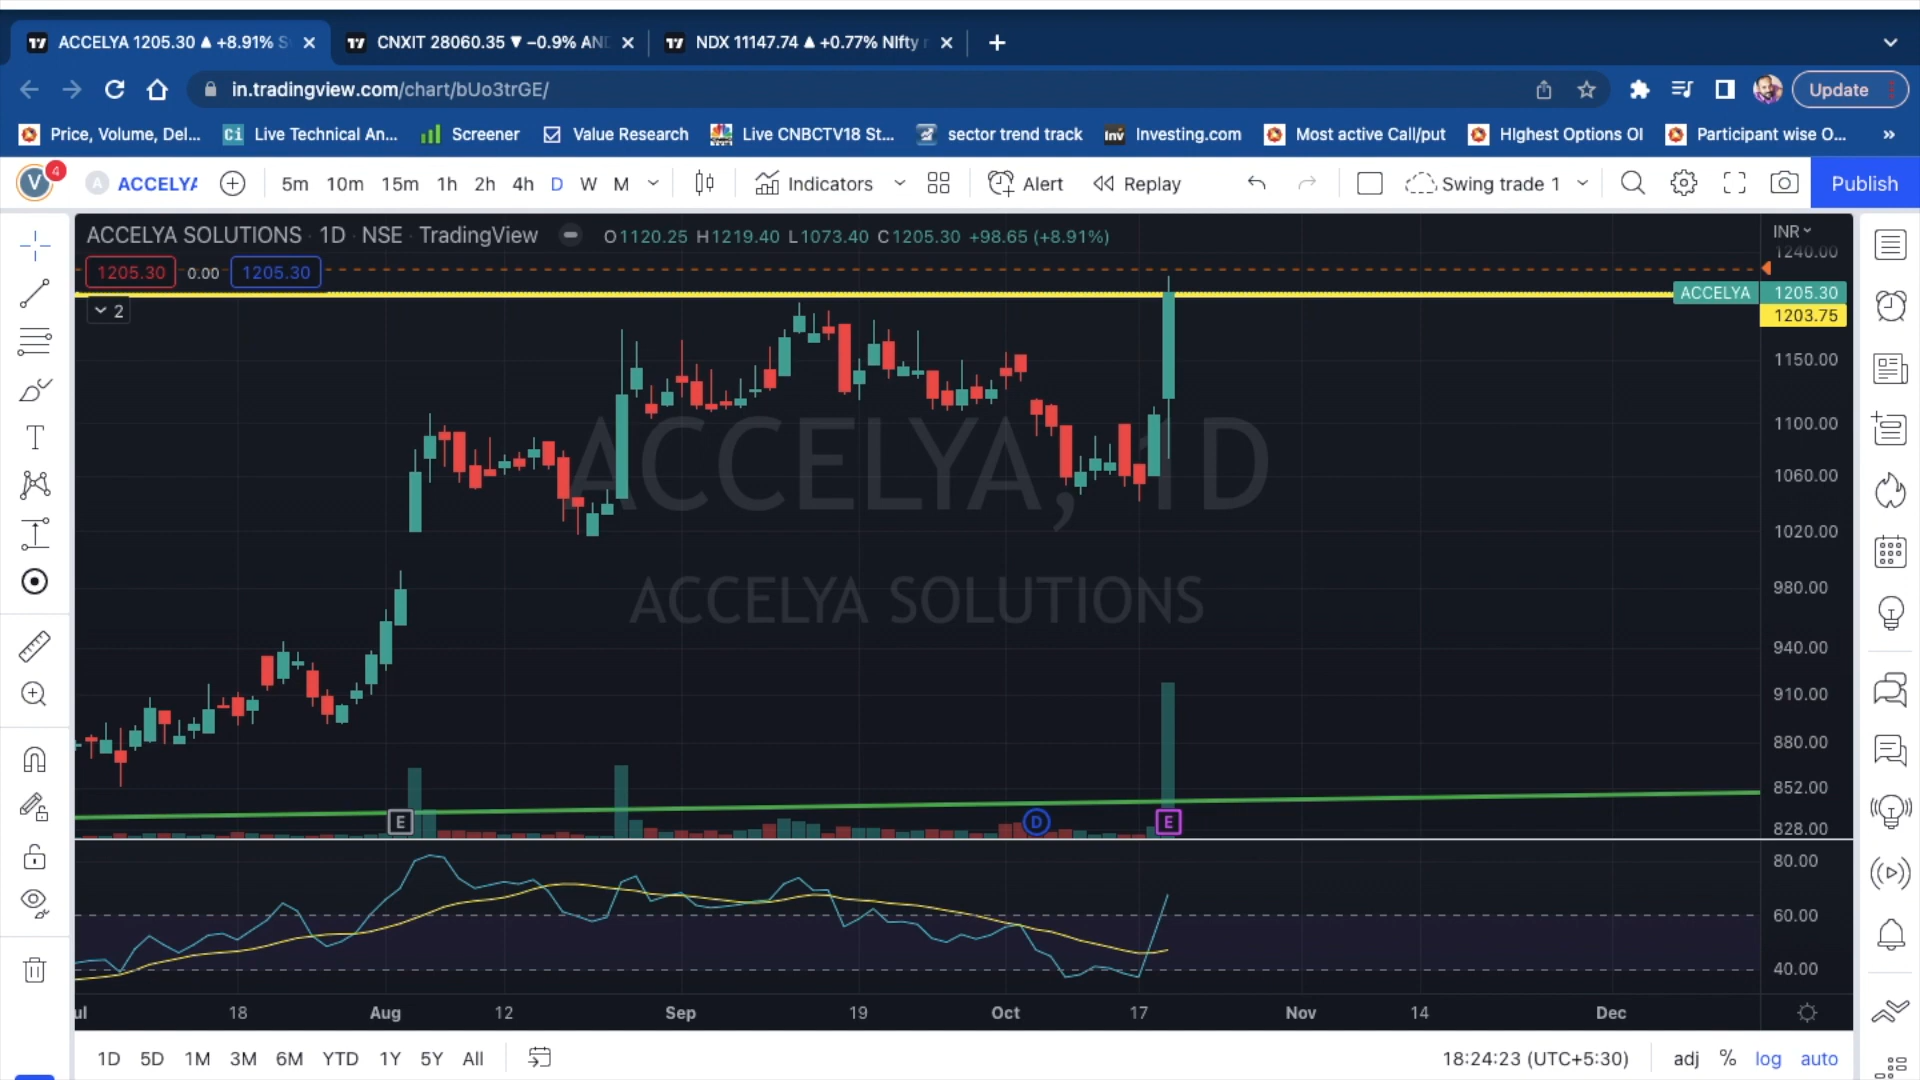 ACCELYA 1205.30 ▲ +8.91% S
CNXIT 28060.35 ▼ −0.9% AN
NDX 11147.74 ▲ +0.77% NIfty
in.tradingview.com/chart/bUo3trGE/
Update
Price, Volume, Del...
Live Technical An...
Screener
Value Research
Live CNBCTV18 St...
sector trend track
Investing.com
Most active Call/put
HIghest Options OI
Participant wise O...
V 4
A ACCELYA
5m 10m 15m 1h 2h 4h D W M
Indicators
Alert
Replay
Swing trade 1
Publish
ACCELYA SOLUTIONS · 1D · NSE · TradingView
O1120.25 H1219.40 L1073.40 C1205.30 +98.65 (+8.91%)
INR
1240.00
1205.30 0.00 1205.30
ACCELYA 1205.30
1203.75
2
1150.00
1100.00
1060.00
1020.00
980.00
940.00
910.00
880.00
852.00
828.00
ACCELYA, 1D
ACCELYA SOLUTIONS
E D E
80.00
60.00
40.00
ul 18 Aug 12 Sep 19 Oct 17 Nov 14 Dec
1D 5D 1M 3M 6M YTD 1Y 5Y All
18:24:23 (UTC+5:30)
adj % log auto